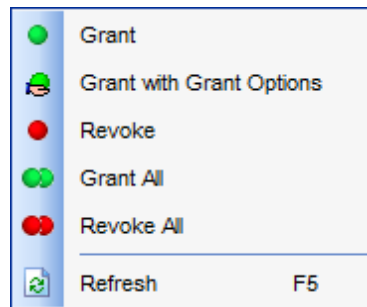 Grant
Grant with Grant Options
Revoke
Grant All
Revoke All
Refresh F5